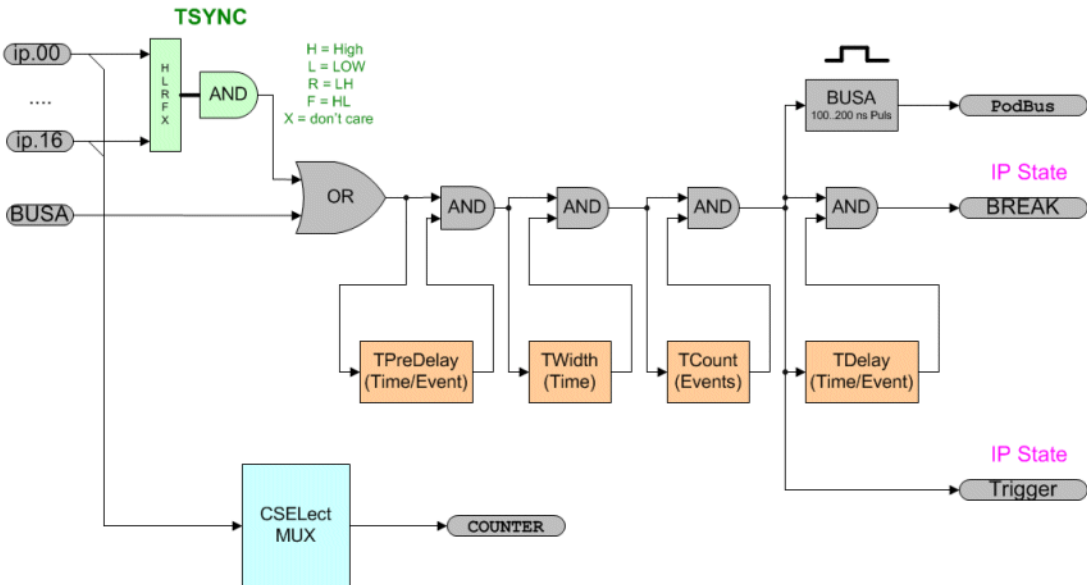 TSYNC
ip.00
....
ip.16
BUSA
H
L
R
F
X
AND
H = High
L = LOW
R = LH
F = HL
X = don't care
OR
AND
AND
AND
BUSA
100..200 ns Puls
PodBus
IP State
AND
BREAK
TPreDelay
(Time/Event)
TWidth
(Time)
TCount
(Events)
TDelay
(Time/Event)
IP State
Trigger
CSELect
MUX
COUNTER